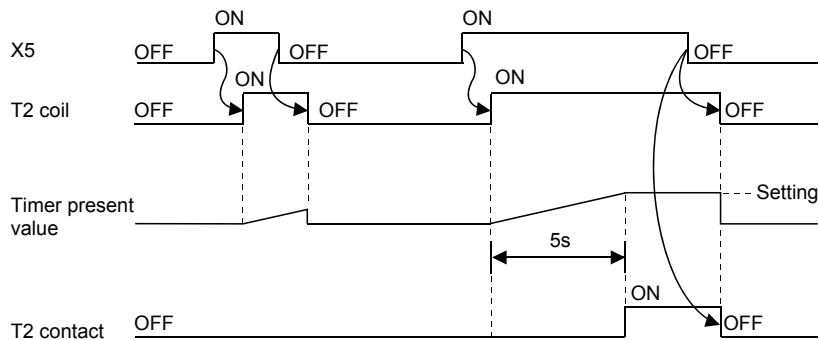 ON ON
X5 OFF OFF OFF
ON ON
T2 coil OFF OFF OFF
Setting
Timer present
value
5s
ON
T2 contact OFF OFF